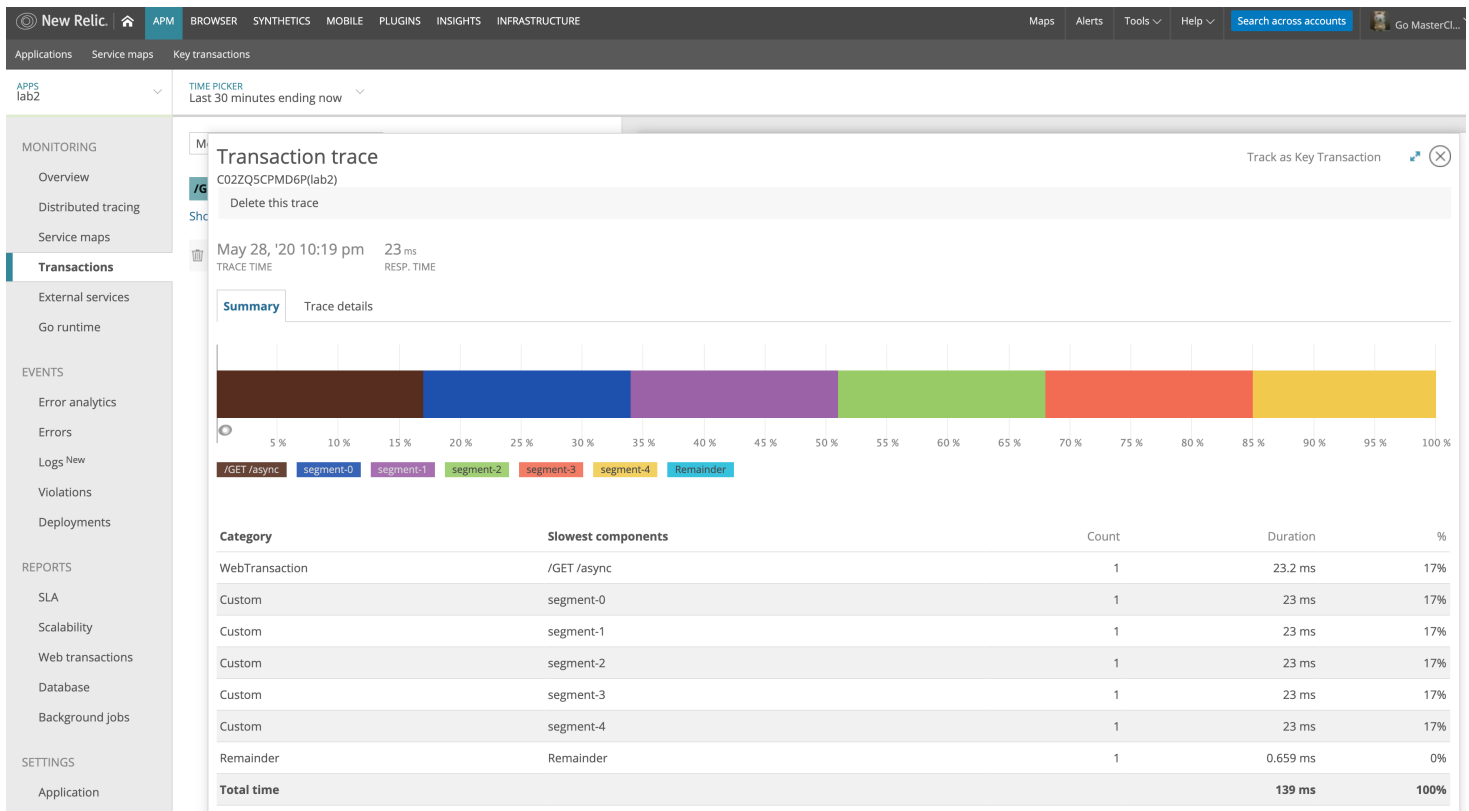 New Relic. APM BROWSER SYNTHETICS MOBILE PLUGINS INSIGHTS INFRASTRUCTURE Maps Alerts Tools Help Search across accounts Go MasterCl...
Applications Service maps Key transactions
APPS
lab2
TIME PICKER
Last 30 minutes ending now
MONITORING
Overview
Distributed tracing
Service maps
Transactions
External services
Go runtime
EVENTS
Error analytics
Errors
Logs New
Violations
Deployments
REPORTS
SLA
Scalability
Web transactions
Database
Background jobs
SETTINGS
Application
M
/G
Sho
Transaction trace
Track as Key Transaction
C02ZQ5CPMD6P(lab2)
Delete this trace
May 28, '20 10:19 pm 23 ms
TRACE TIME RESP. TIME
Summary Trace details
5 % 10 % 15 % 20 % 25 % 30 % 35 % 40 % 45 % 50 % 55 % 60 % 65 % 70 % 75 % 80 % 85 % 90 % 95 % 100 %
/GET /async segment-0 segment-1 segment-2 segment-3 segment-4 Remainder
Category Slowest components Count Duration %
WebTransaction /GET /async 1 23.2 ms 17%
Custom segment-0 1 23 ms 17%
Custom segment-1 1 23 ms 17%
Custom segment-2 1 23 ms 17%
Custom segment-3 1 23 ms 17%
Custom segment-4 1 23 ms 17%
Remainder Remainder 1 0.659 ms 0%
Total time 139 ms 100%